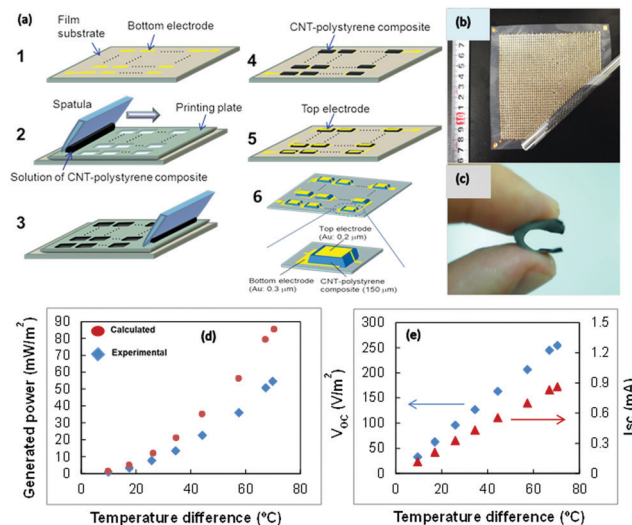 (a)
Film
substrate
Bottom electrode
1
Spatula
Printing plate
2
Solution of CNT-polystyrene composite
3
CNT-polystyrene composite
4
Top electrode
5
6
Top electrode
(Au: 0.2 μm)
Bottom electrode
(Au: 0.3 μm)
CNT-polystyrene
composite (150 μm)
(b)
(c)
(d)
Generated power (mW/m²)
90
80
70
60
50
40
30
20
10
0
Calculated
Experimental
0 20 40 60 80
Temperature difference (°C)
(e)
V_OC (V/m²)
300
250
200
150
100
50
0
1.5
1.2
0.9
0.6
0.3
0
I_SC (mA)
0 20 40 60 80
Temperature difference (°C)